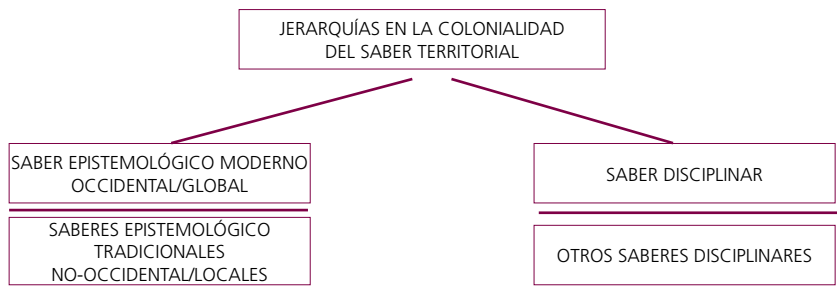 JERARQUÍAS EN LA COLONIALIDAD
DEL SABER TERRITORIAL
SABER EPISTEMOLÓGICO MODERNO
OCCIDENTAL/GLOBAL
SABERES EPISTEMOLÓGICO
TRADICIONALES
NO-OCCIDENTAL/LOCALES
SABER DISCIPLINAR
OTROS SABERES DISCIPLINARES